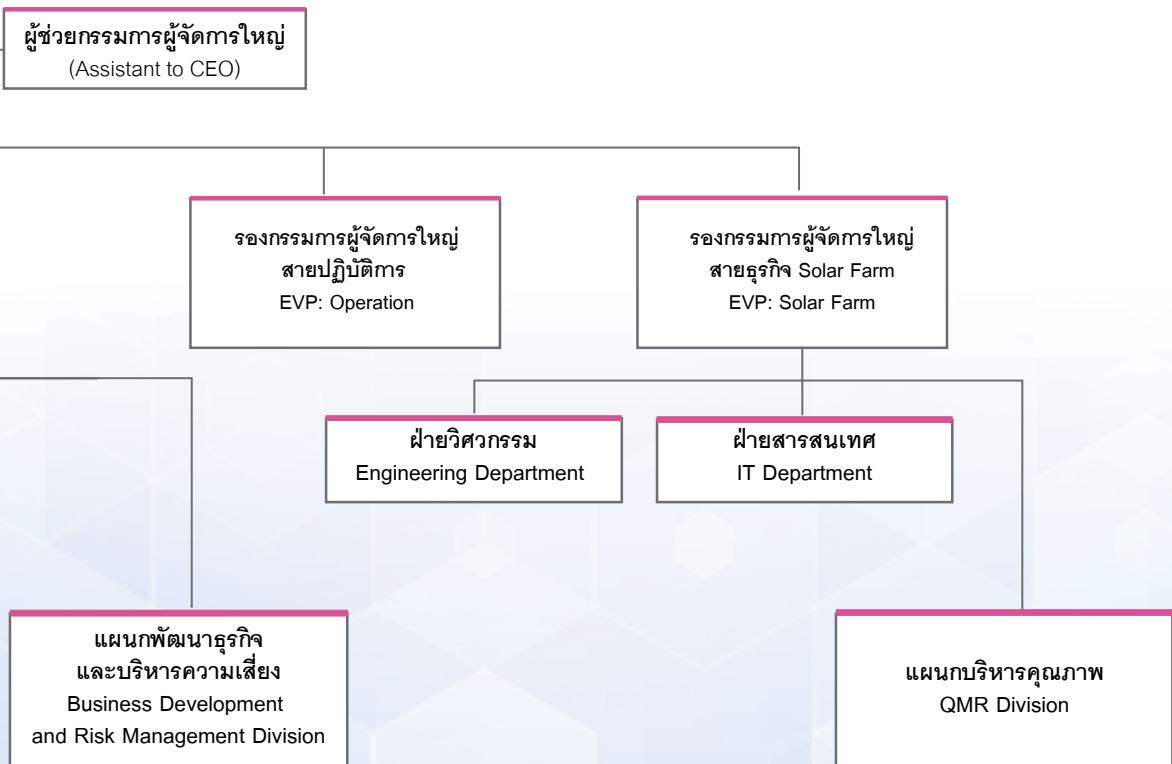 ผู้ช่วยกรรมการผู้จัดการใหญ่
(Assistant to CEO)
รองกรรมการผู้จัดการใหญ่
สายปฏิบัติการ
EVP: Operation
รองกรรมการผู้จัดการใหญ่
สายธุรกิจ Solar Farm
EVP: Solar Farm
ฝ่ายวิศวกรรม
Engineering Department
ฝ่ายสารสนเทศ
IT Department
แผนกพัฒนาธุรกิจ
และบริหารความเสี่ยง
Business Development
and Risk Management Division
แผนกบริหารคุณภาพ
QMR Division